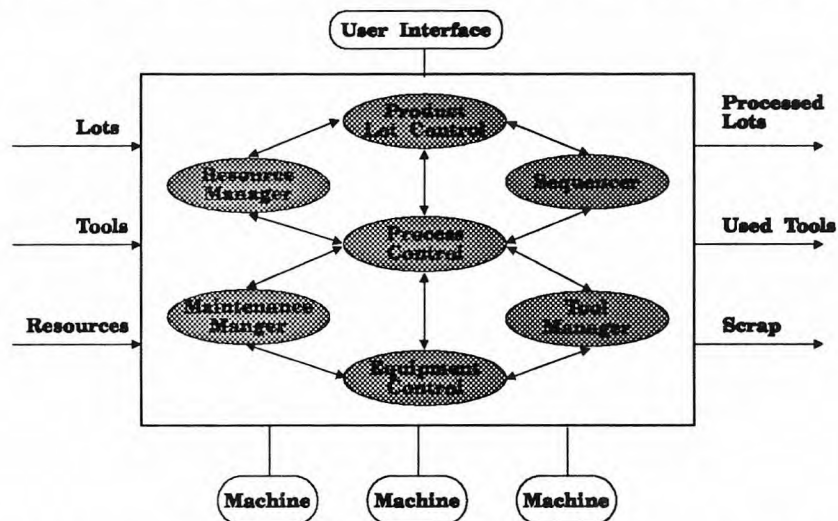 User Interface
Product
Lot Control
Processed
Lots
Lots
Resource
Manager
Sequencer
Tools
Process
Control
Used Tools
Maintenance
Manger
Tool
Manager
Resources
Scrap
Equipment
Control
Machine
Machine
Machine